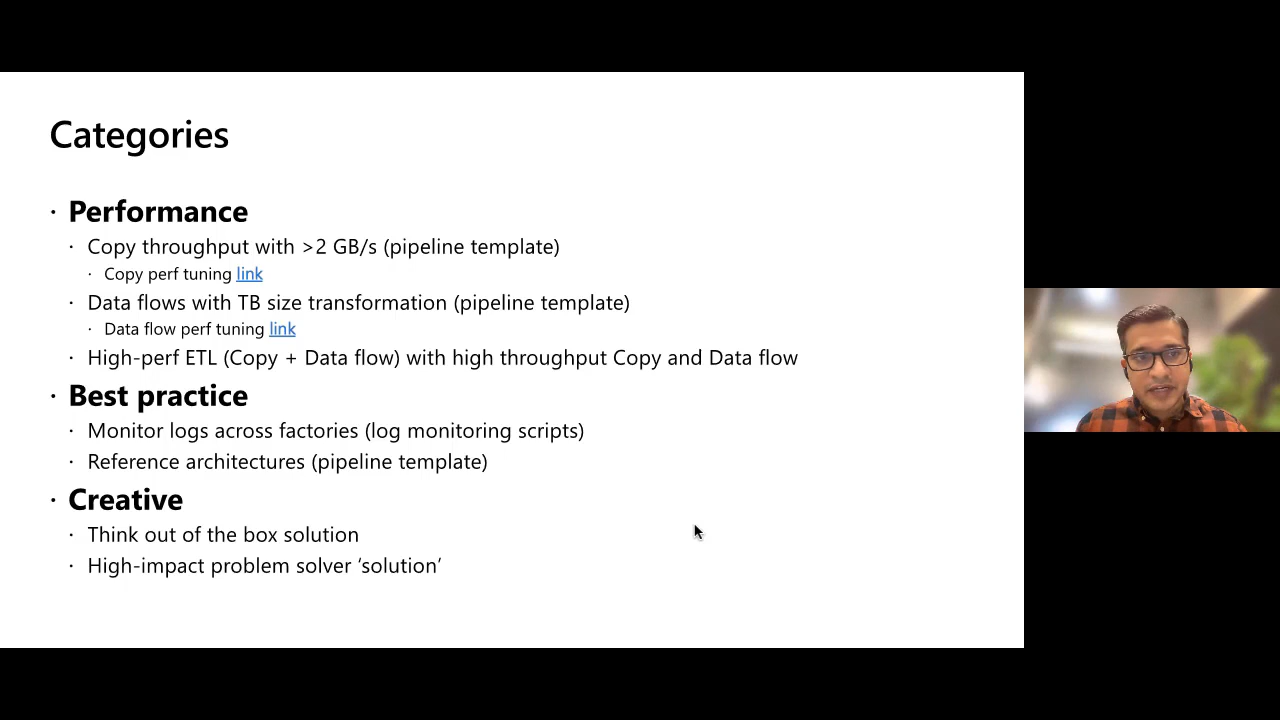 Categories
· Performance
· Copy throughput with >2 GB/s (pipeline template)
· Copy perf tuning link
· Data flows with TB size transformation (pipeline template)
· Data flow perf tuning link
· High-perf ETL (Copy + Data flow) with high throughput Copy and Data flow
· Best practice
· Monitor logs across factories (log monitoring scripts)
· Reference architectures (pipeline template)
· Creative
· Think out of the box solution
· High-impact problem solver ‘solution’